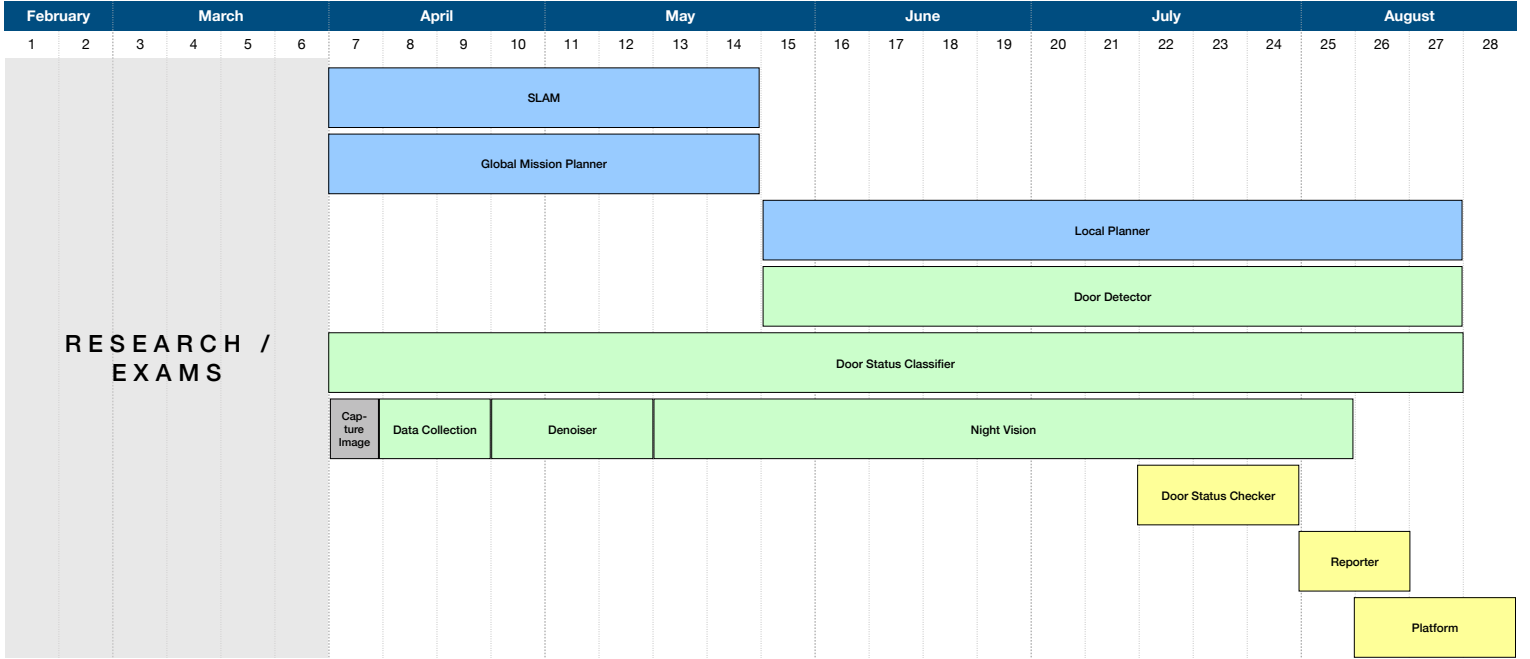 February March April May June July August
1 2 3 4 5 6 7 8 9 10 11 12 13 14 15 16 17 18 19 20 21 22 23 24 25 26 27 28
SLAM
Global Mission Planner
Local Planner
Door Detector
RESEARCH /
EXAMS
Door Status Classifier
Cap-
ture
Image
Data Collection
Denoiser
Night Vision
Door Status Checker
Reporter
Platform